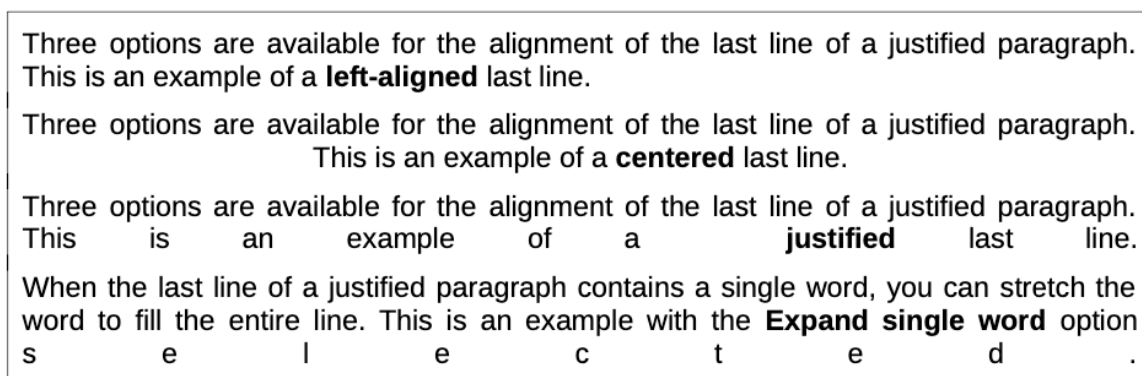 Three options are available for the alignment of the last line of a justified paragraph.
This is an example of a left-aligned last line.
Three options are available for the alignment of the last line of a justified paragraph.
This is an example of a centered last line.
Three options are available for the alignment of the last line of a justified paragraph.
This is an example of a justified last line.
When the last line of a justified paragraph contains a single word, you can stretch the
word to fill the entire line. This is an example with the Expand single word option
s e l e c t e d .